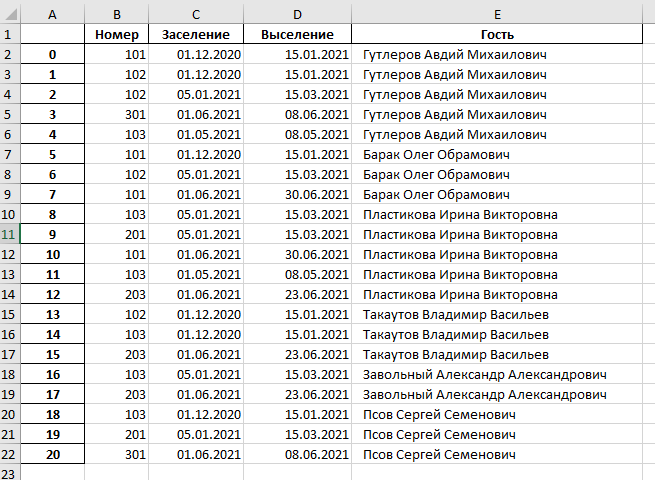 A B C D E
1 Номер Заселение Выселение Гость
2 0 101 01.12.2020 15.01.2021 Гутлеров Авдий Михаилович
3 1 102 01.12.2020 15.01.2021 Гутлеров Авдий Михаилович
4 2 102 05.01.2021 15.03.2021 Гутлеров Авдий Михаилович
5 3 301 01.06.2021 08.06.2021 Гутлеров Авдий Михаилович
6 4 103 01.05.2021 08.05.2021 Гутлеров Авдий Михаилович
7 5 101 01.12.2020 15.01.2021 Барак Олег Обрамович
8 6 102 05.01.2021 15.03.2021 Барак Олег Обрамович
9 7 101 01.06.2021 30.06.2021 Барак Олег Обрамович
10 8 103 05.01.2021 15.03.2021 Пластикова Ирина Викторовна
11 9 201 05.01.2021 15.03.2021 Пластикова Ирина Викторовна
12 10 101 01.06.2021 30.06.2021 Пластикова Ирина Викторовна
13 11 103 01.05.2021 08.05.2021 Пластикова Ирина Викторовна
14 12 203 01.06.2021 23.06.2021 Пластикова Ирина Викторовна
15 13 102 01.12.2020 15.01.2021 Такаутов Владимир Васильев
16 14 103 01.12.2020 15.01.2021 Такаутов Владимир Васильев
17 15 203 01.06.2021 23.06.2021 Такаутов Владимир Васильев
18 16 103 05.01.2021 15.03.2021 Завольный Александр Александрович
19 17 203 01.06.2021 23.06.2021 Завольный Александр Александрович
20 18 103 01.12.2020 15.01.2021 Псов Сергей Семенович
21 19 201 05.01.2021 15.03.2021 Псов Сергей Семенович
22 20 301 01.06.2021 08.06.2021 Псов Сергей Семенович
23